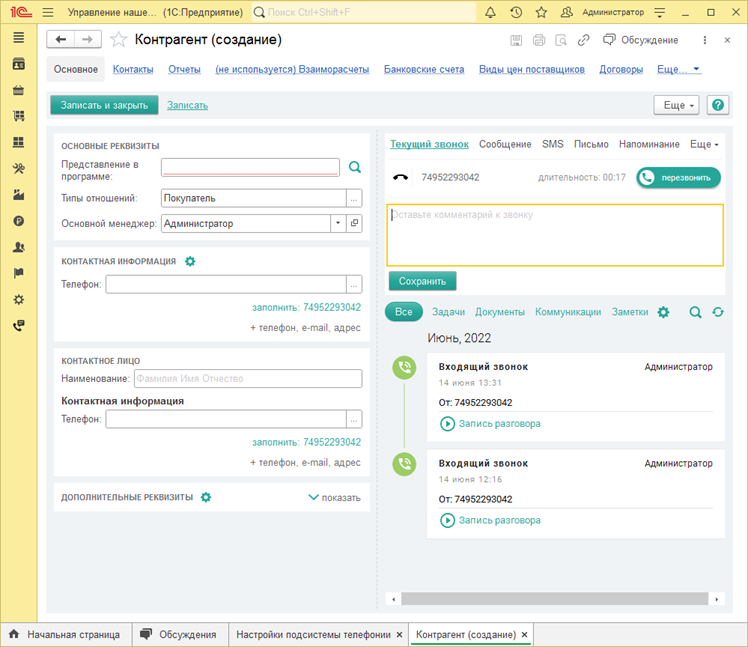 1С Управление наше... (1С:Предприятие) Поиск Ctrl+Shift+F Администратор
Контрагент (создание) Обсуждение
Основное Контакты Отчеты (не используется) Взаиморасчеты Банковские счета Виды цен поставщиков Договоры Еще...
Записать и закрыть Записать Еще ?
ОСНОВНЫЕ РЕКВИЗИТЫ
Представление в программе:
Типы отношений: Покупатель ...
Основной менеджер: Администратор
КОНТАКТНАЯ ИНФОРМАЦИЯ
Телефон: ...
заполнить: 74952293042
+ телефон, e-mail, адрес
КОНТАКТНОЕ ЛИЦО
Наименование: Фамилия Имя Отчество
Контактная информация
Телефон: ...
заполнить: 74952293042
+ телефон, e-mail, адрес
ДОПОЛНИТЕЛЬНЫЕ РЕКВИЗИТЫ показать
Текущий звонок Сообщение SMS Письмо Напоминание Еще
74952293042 длительность: 00:17 перезвонить
Оставьте комментарий к звонку
Сохранить
Все Задачи Документы Коммуникации Заметки
Июнь, 2022
Входящий звонок Администратор
14 июня 13:31
От: 74952293042
Запись разговора
Входящий звонок Администратор
14 июня 12:16
От: 74952293042
Запись разговора
Начальная страница Обсуждения Настройки подсистемы телефонии × Контрагент (создание) ×